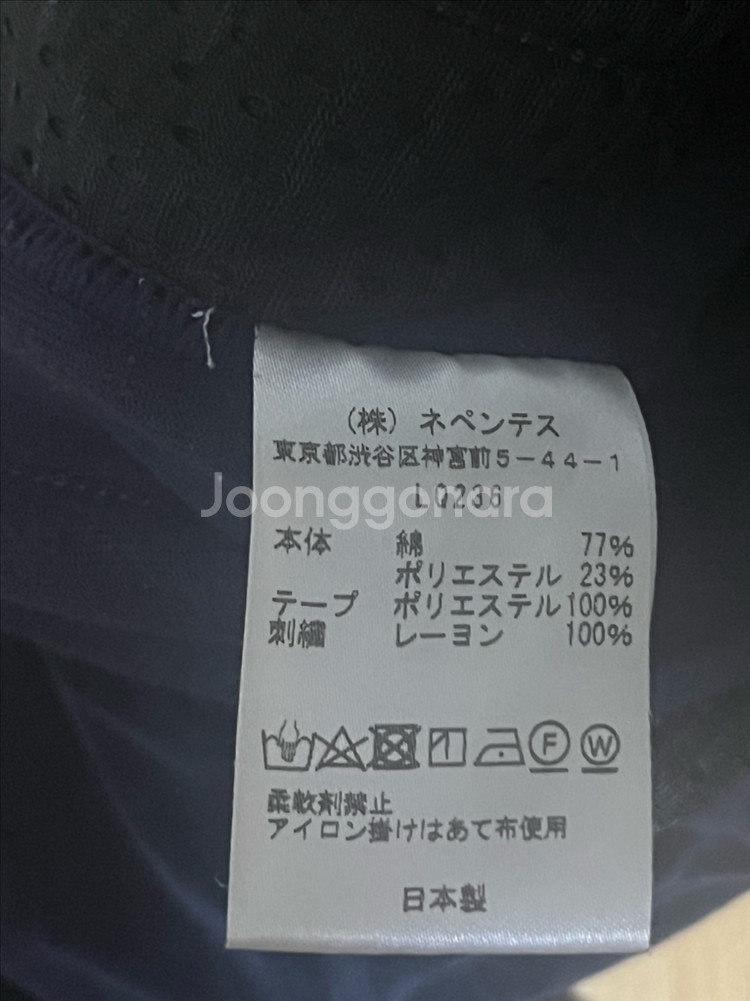 (株) ネペンテス
東京都渋谷区神宮前5-44-1
LQ236
Joonggonara
本体 綿 77%
ポリエステル 23%
テープ ポリエステル 100%
刺繍 レーヨン 100%
F W
柔軟剤禁止
アイロン掛けはあて布使用
日本製